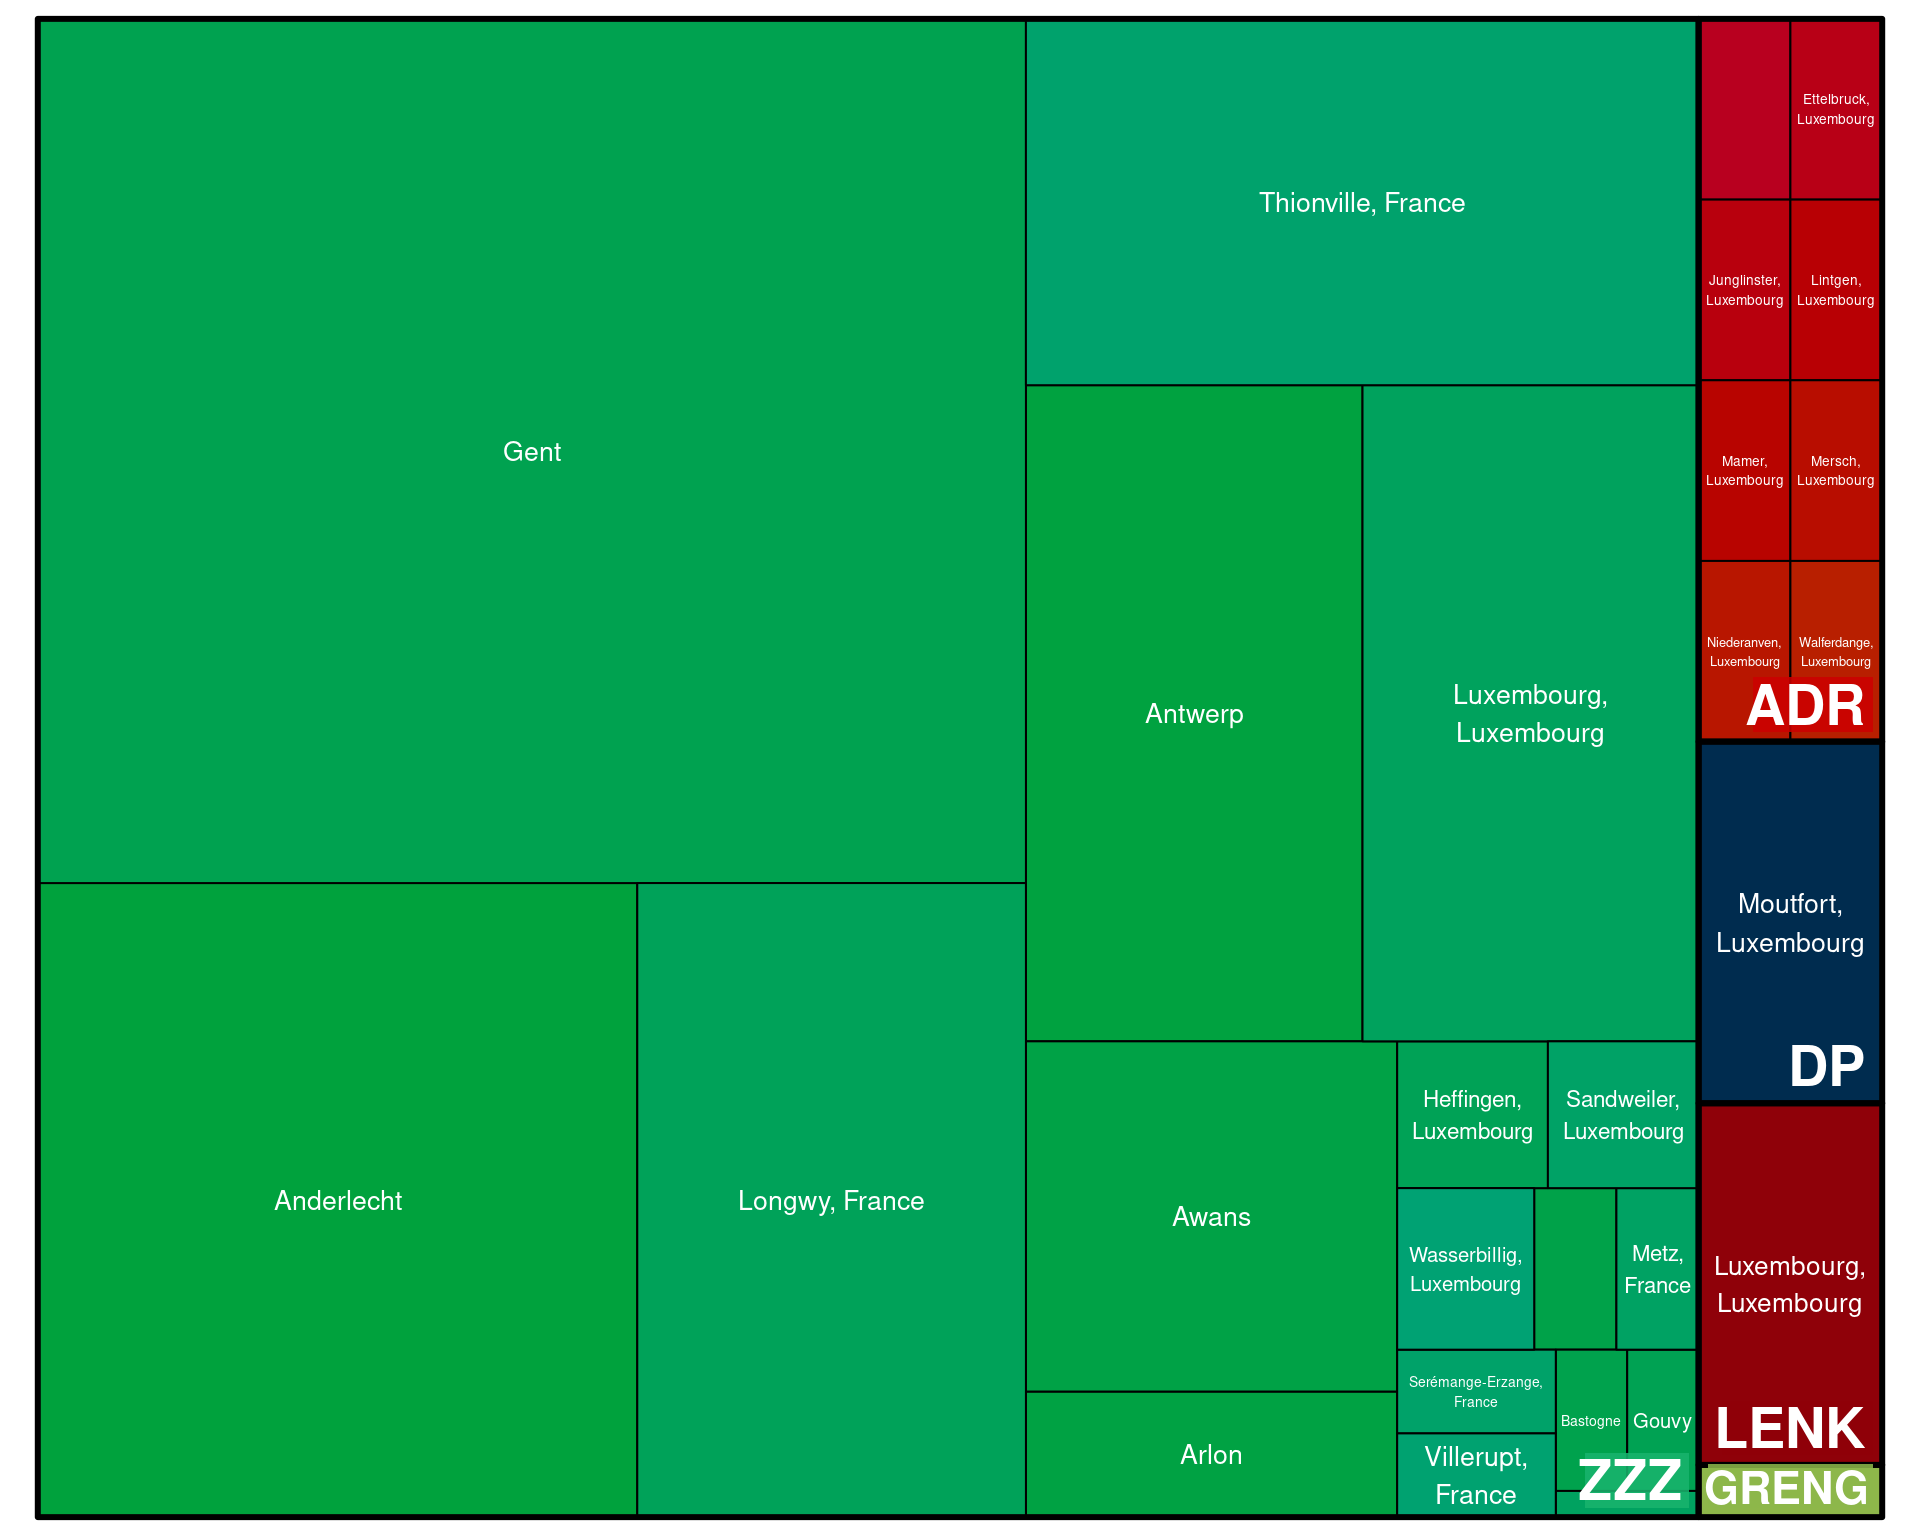 Gent
Thionville, France
Antwerp
Luxembourg,
Luxembourg
Anderlecht
Longwy, France
Awans
Arlon
Heffingen,
Luxembourg
Sandweiler,
Luxembourg
Wasserbillig,
Luxembourg
Metz,
France
Serémange-Erzange,
France
Villerupt,
France
Bastogne
Gouvy
ZZZ
Ettelbruck,
Luxembourg
Junglinster,
Luxembourg
Lintgen,
Luxembourg
Mamer,
Luxembourg
Mersch,
Luxembourg
Niederanven,
Luxembourg
Walferdange,
Luxembourg
ADR
Moutfort,
Luxembourg
DP
Luxembourg,
Luxembourg
LENK
GRENG